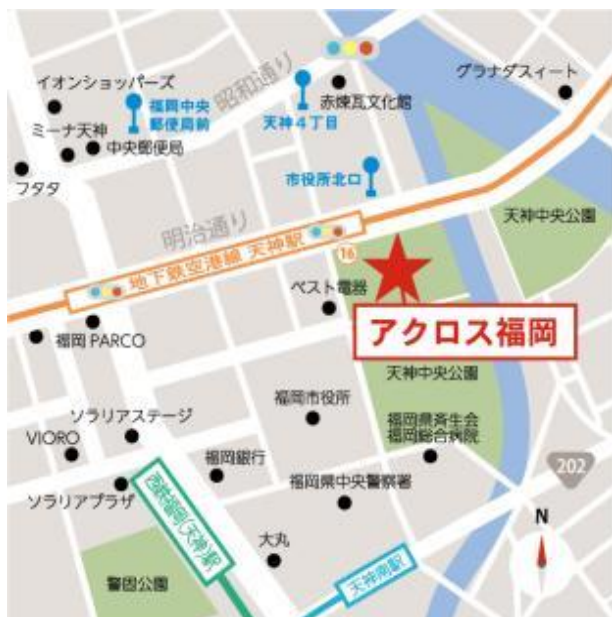 イオンショッパーズ
福岡中央
郵便局前
昭和通り
グラナダスィート
赤煉瓦文化館
天神4丁目
ミーナ天神
中央郵便局
フタタ
市役所北口
明治通り
天神中央公園
地下鉄空港線 天神駅
16
ベスト電器
アクロス福岡
福岡 PARCO
天神中央公園
福岡市役所
ソラリアステージ
福岡県済生会
福岡総合病院
VIORO
福岡銀行
202
ソラリアプラザ
福岡県中央警察署
西鉄福岡(天神)駅
N
大丸
天神南駅
警固公園